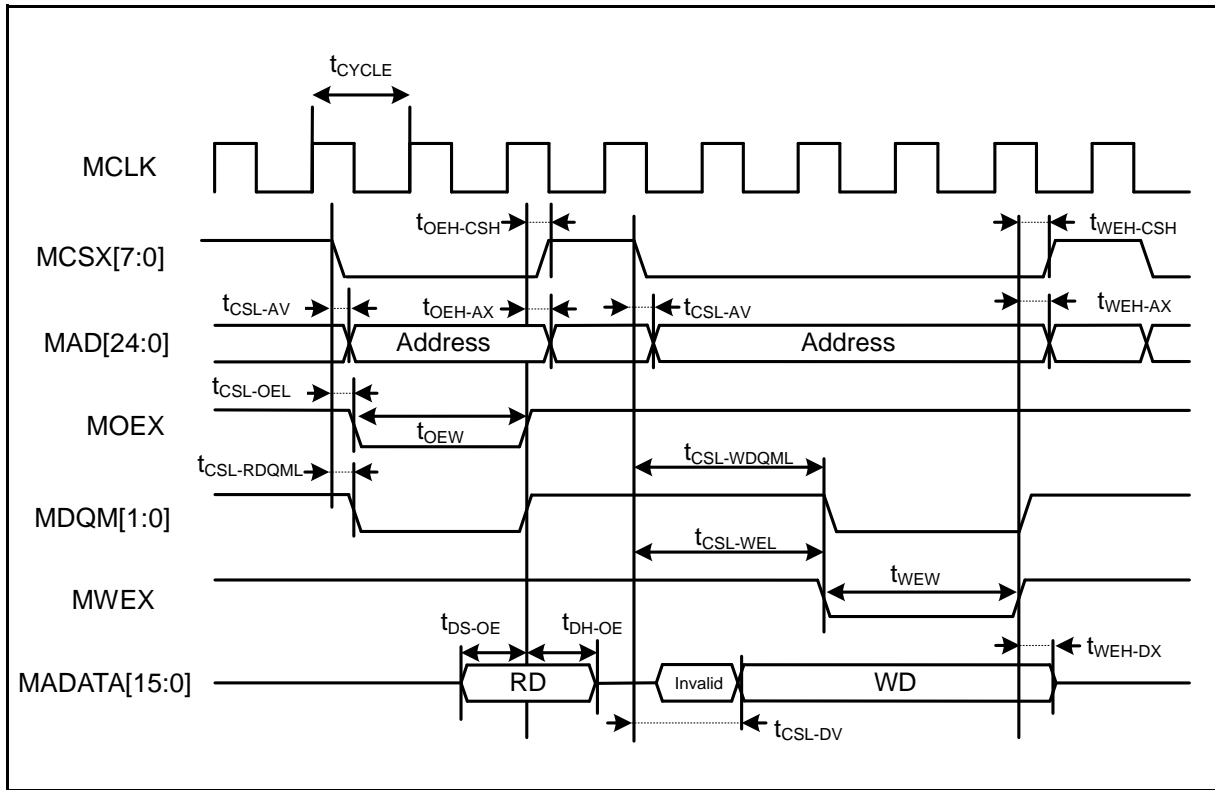 tCYCLE
MCLK
tOEH-CSH
tWEH-CSH
MCSX[7:0]
tCSL-AV
tOEH-AX
tCSL-AV
tWEH-AX
MAD[24:0]
Address
Address
tCSL-OEL
MOEX
tOEW
tCSL-RDQML
tCSL-WDQML
MDQM[1:0]
tCSL-WEL
tWEW
MWEX
tDS-OE
tDH-OE
tWEH-DX
MADATA[15:0]
RD
Invalid
WD
tCSL-DV